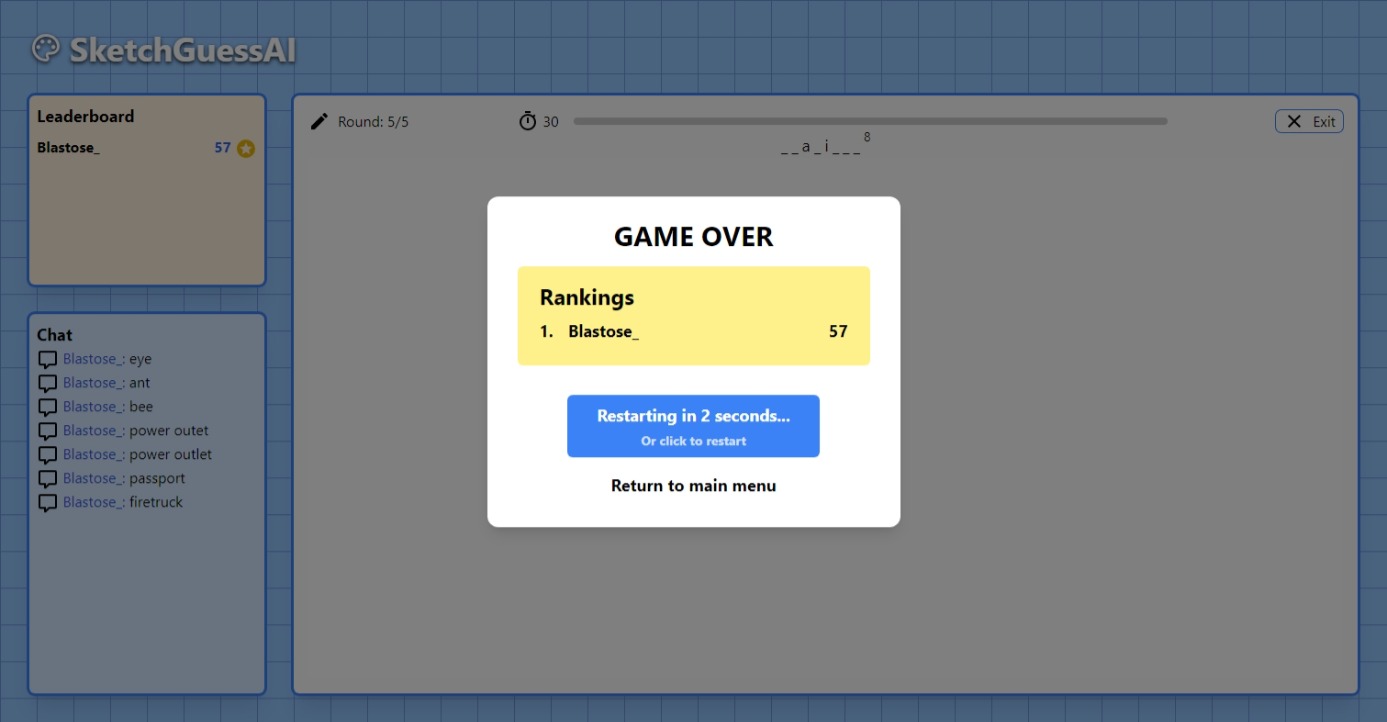 SketchGuessAI
Leaderboard
Blastose_ 57
Chat
Blastose_: eye
Blastose_: ant
Blastose_: bee
Blastose_: power outet
Blastose_: power outlet
Blastose_: passport
Blastose_: firetruck
Round: 5/5
30
Exit
__a_i___ 8
GAME OVER
Rankings
1. Blastose_ 57
Restarting in 2 seconds...
Or click to restart
Return to main menu